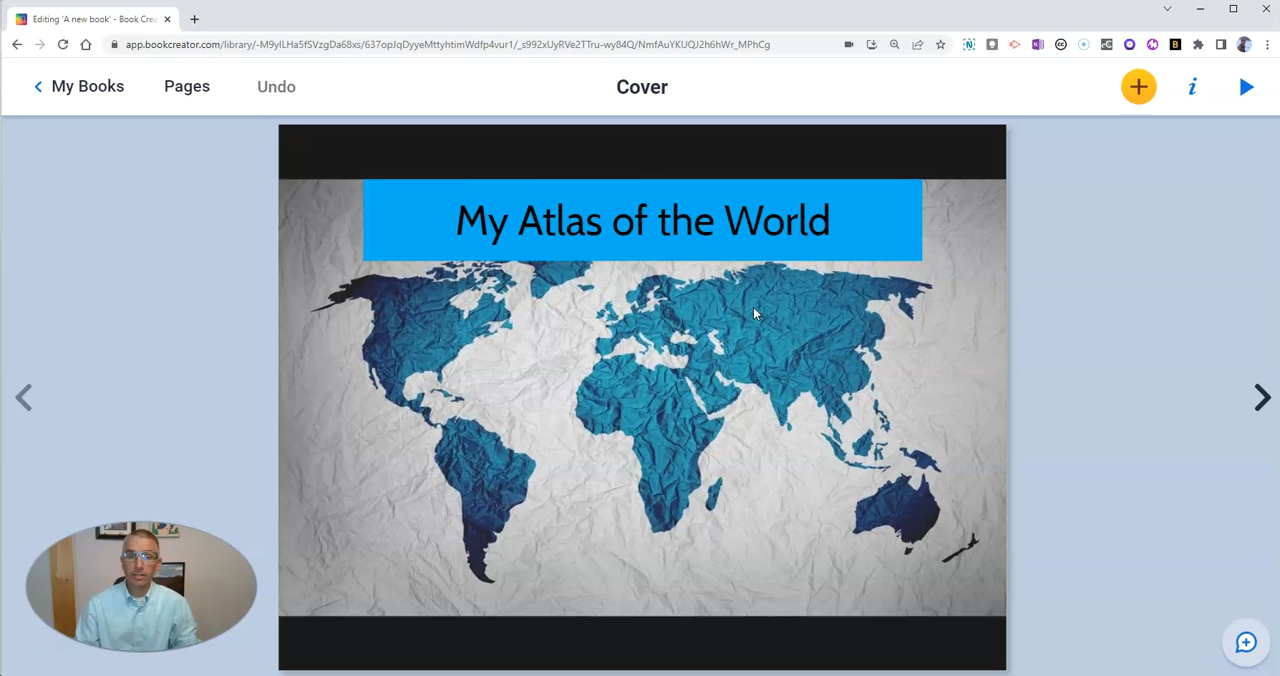 Editing 'A new book' - Book Crea
app.bookcreator.com/library/-M9yILHa5fSVzgDa68xs/637opJqDyyeMttyhtimWdfp4vur1/_s992xUyRVe2TTru-wy84Q/NmfAuYKUQJ2h6hWr_MPhCg
My Books
Pages
Undo
Cover
My Atlas of the World